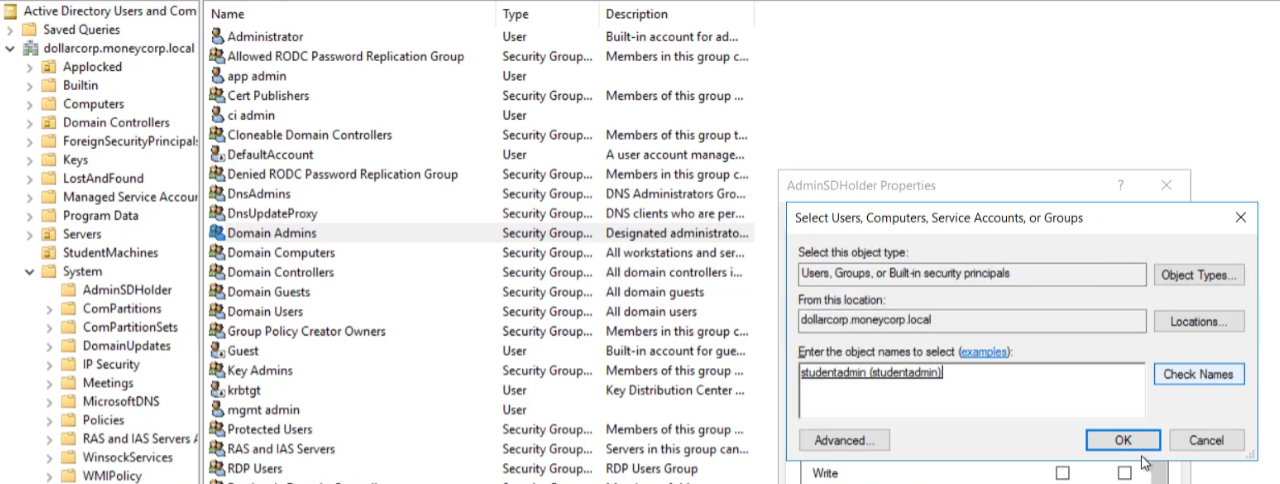 Active Directory Users and Com
Saved Queries
dollarcorp.moneycorp.local
Applocked
Builtin
Computers
Domain Controllers
ForeignSecurityPrincipals
Keys
LostAndFound
Managed Service Accour
Program Data
Servers
StudentMachines
System
AdminSDHolder
ComPartitions
ComPartitionSets
DomainUpdates
IP Security
Meetings
MicrosoftDNS
Policies
RAS and IAS Servers A
WinsockServices
WMIPolicy
Name Type Description
Administrator User Built-in account for ad...
Allowed RODC Password Replication Group Security Group... Members in this group c...
app admin User
Cert Publishers Security Group... Members of this group ...
ci admin User
Cloneable Domain Controllers Security Group... Members of this group t...
DefaultAccount User A user account manage...
Denied RODC Password Replication Group Security Group... Members in this group c...
DnsAdmins Security Group... DNS Administrators Gro...
DnsUpdateProxy Security Group... DNS clients who are per...
Domain Admins Security Group... Designated administrato...
Domain Computers Security Group... All workstations and ser...
Domain Controllers Security Group... All domain controllers i...
Domain Guests Security Group... All domain guests
Domain Users Security Group... All domain users
Group Policy Creator Owners Security Group... Members in this group c...
Guest User Built-in account for gue...
Key Admins Security Group... Members of this group ...
krbtgt User Key Distribution Center ...
mgmt admin User
Protected Users Security Group... Members of this group ...
RAS and IAS Servers Security Group... Servers in this group can...
RDP Users Security Group... RDP Users Group
AdminSDHolder Properties ?
Select Users, Computers, Service Accounts, or Groups
Select this object type:
Users, Groups, or Built-in security principals Object Types...
From this location:
dollarcorp.moneycorp.local Locations...
Enter the object names to select (examples):
studentadmin (studentadmin) Check Names
Advanced... OK Cancel
Write